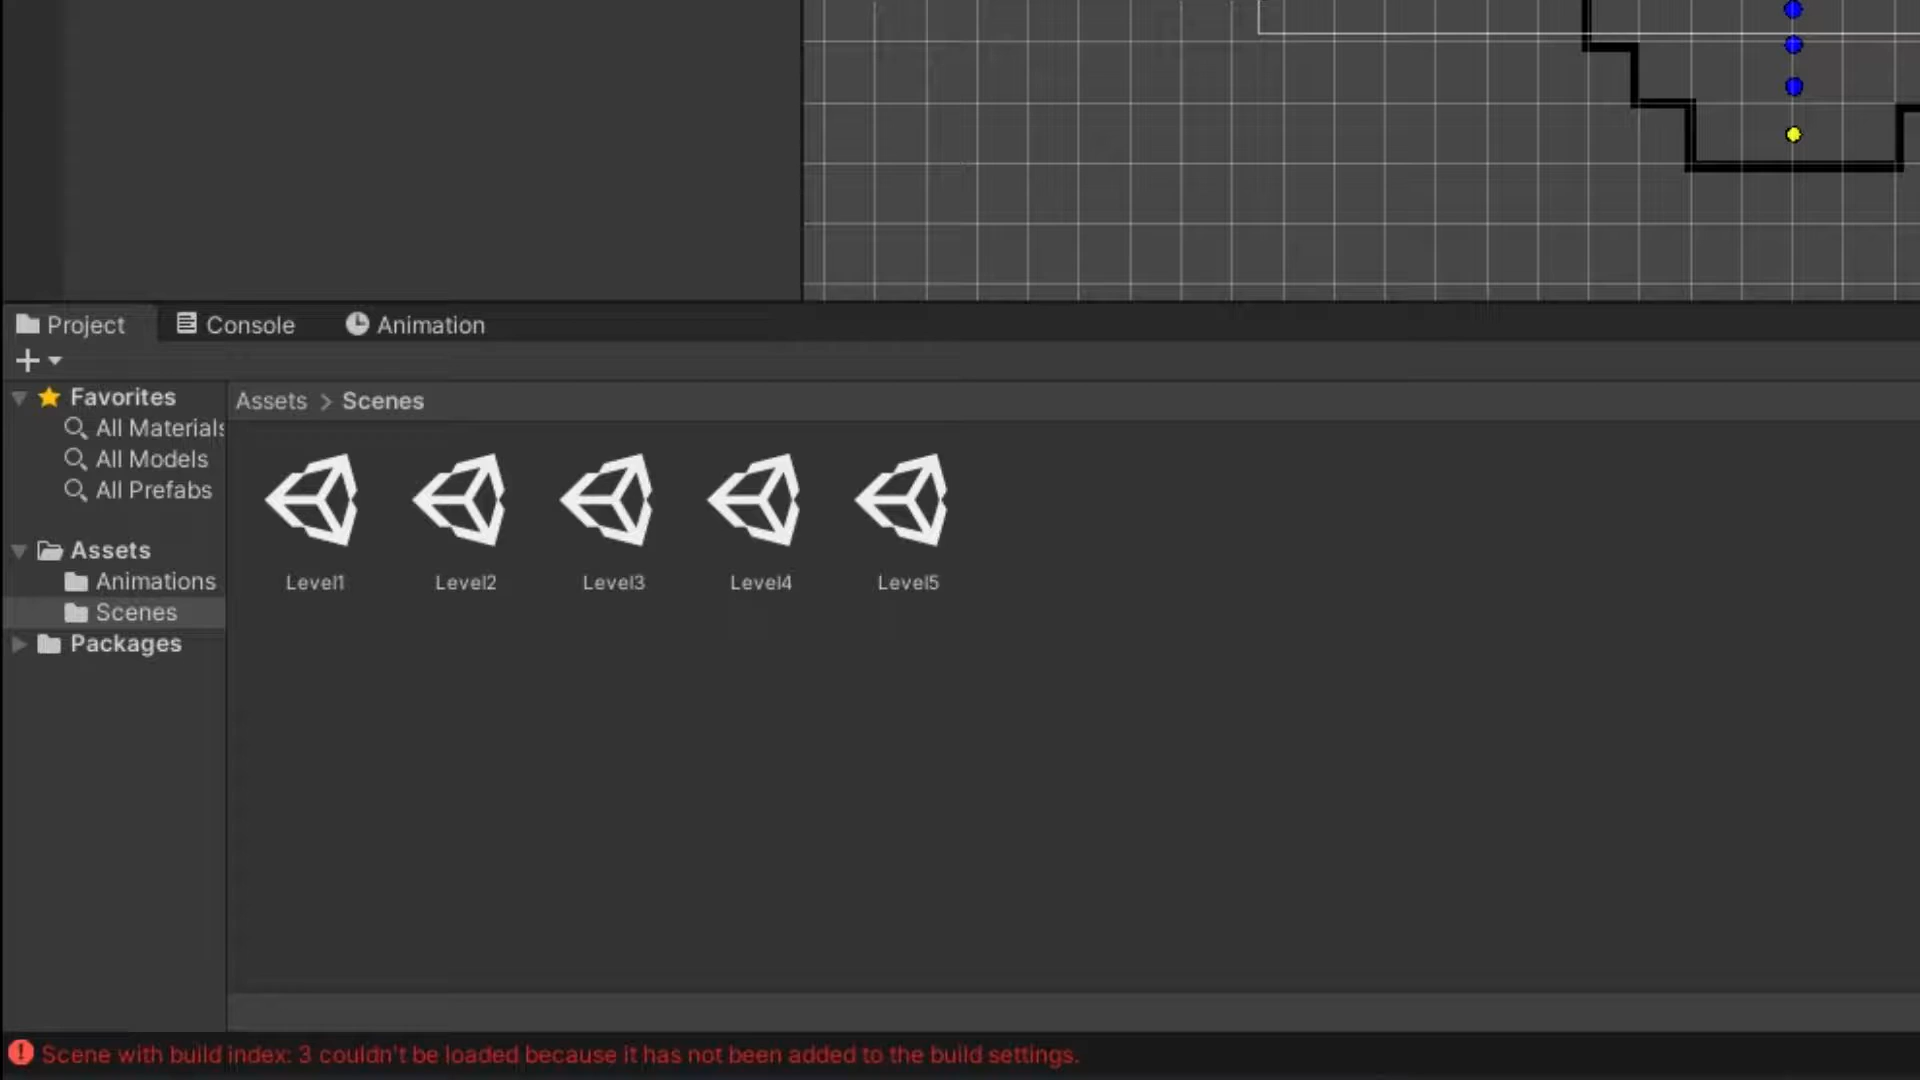 Project
Console
Animation
Favorites
All Materials
All Models
All Prefabs
Assets
Animations
Scenes
Packages
Assets > Scenes
Level1
Level2
Level3
Level4
Level5
Scene with build index: 3 couldn't be loaded because it has not been added to the build settings.